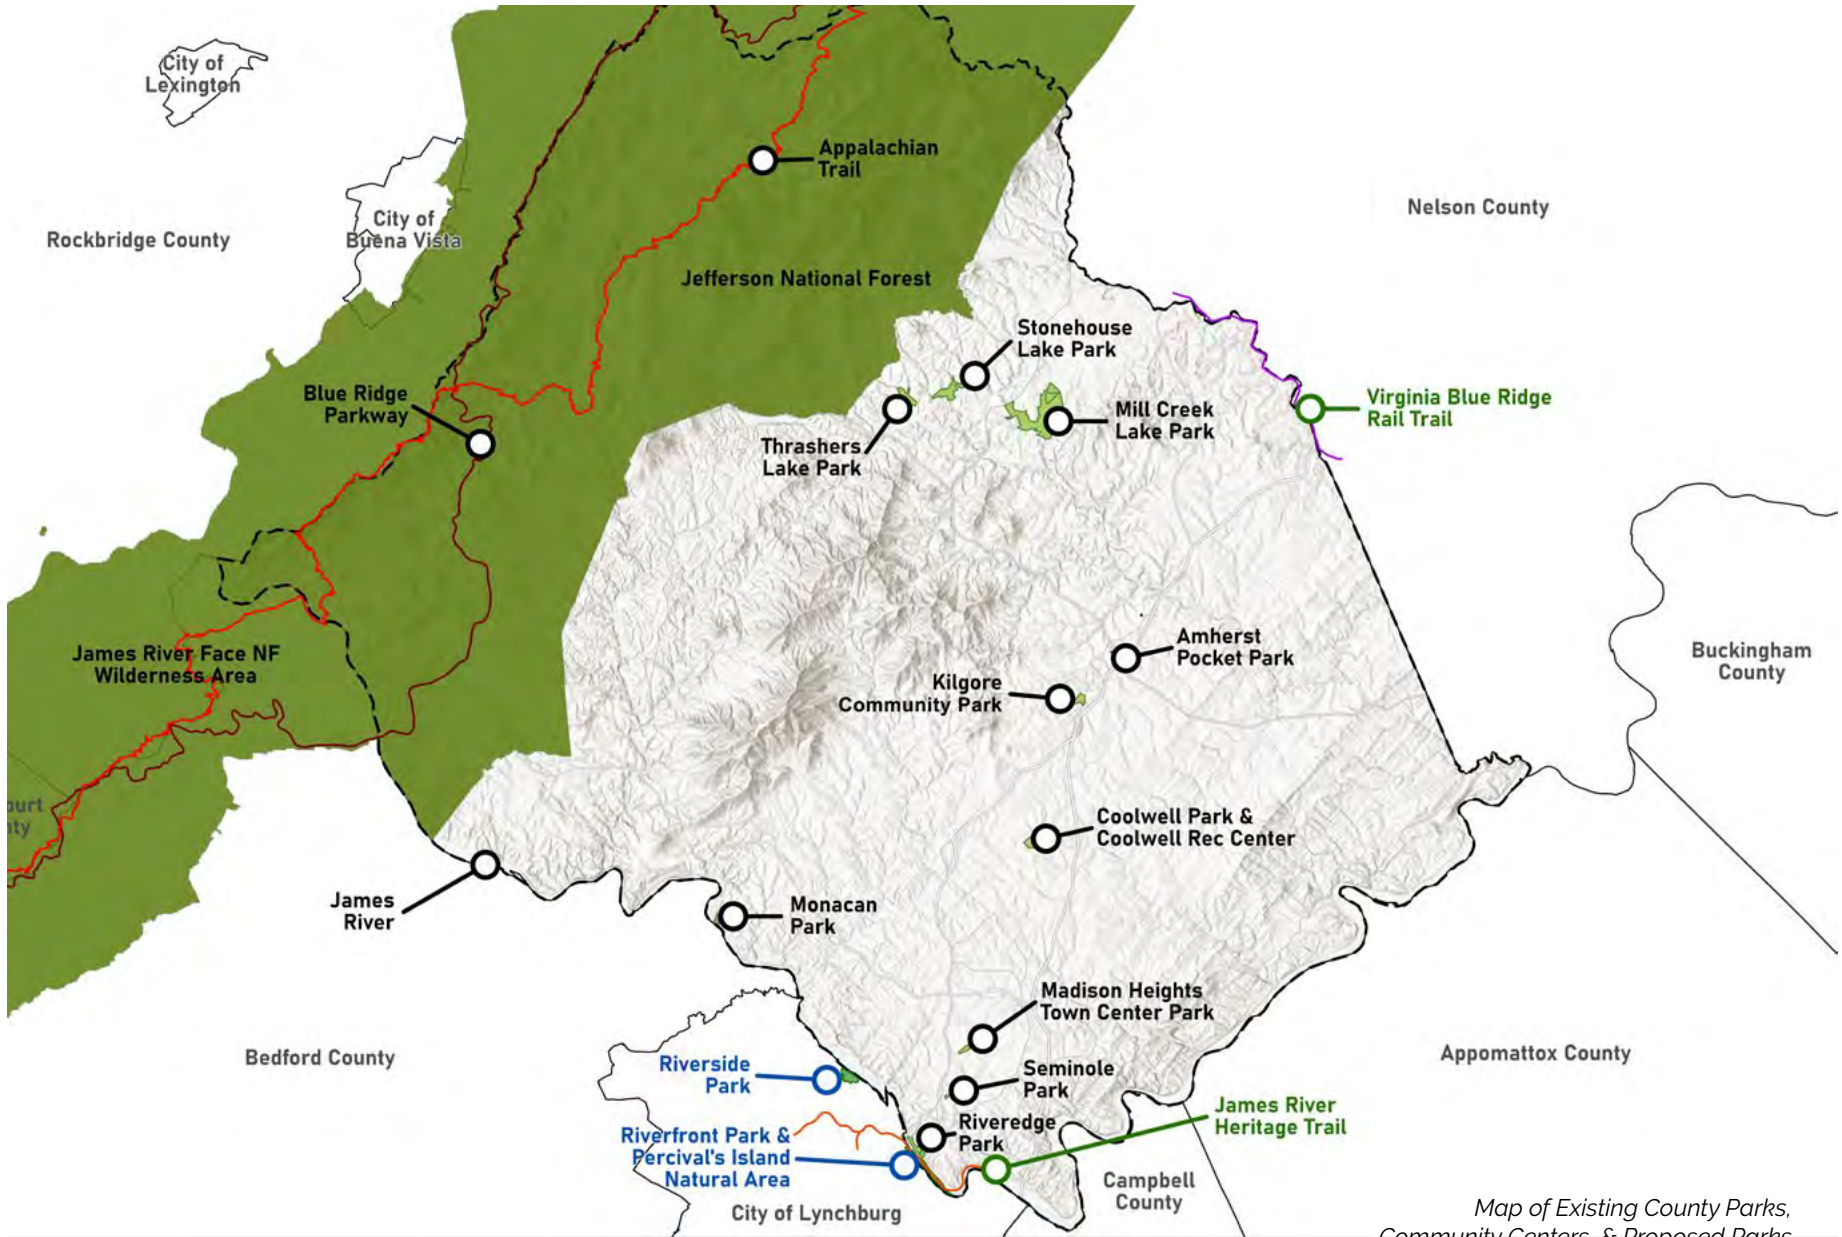 City of
Lexington
Appalachian
Trail
Nelson County
City of
Buena Vista
Rockbridge County
Jefferson National Forest
Stonehouse
Lake Park
Blue Ridge
Parkway
Virginia Blue Ridge
Rail Trail
Mill Creek
Lake Park
Thrashers
Lake Park
Amherst
Pocket Park
Buckingham
County
James River Face NF
Wilderness Area
Kilgore
Community Park
Coolwell Park &
Coolwell Rec Center
James
River
Monacan
Park
Madison Heights
Town Center Park
Bedford County
Appomattox County
Riverside
Park
Seminole
Park
James River
Heritage Trail
Riveredge
Park
Riverfront Park &
Percival's Island
Natural Area
Campbell
County
City of Lynchburg
Map of Existing County Parks,
Community Centers, & Proposed Parks